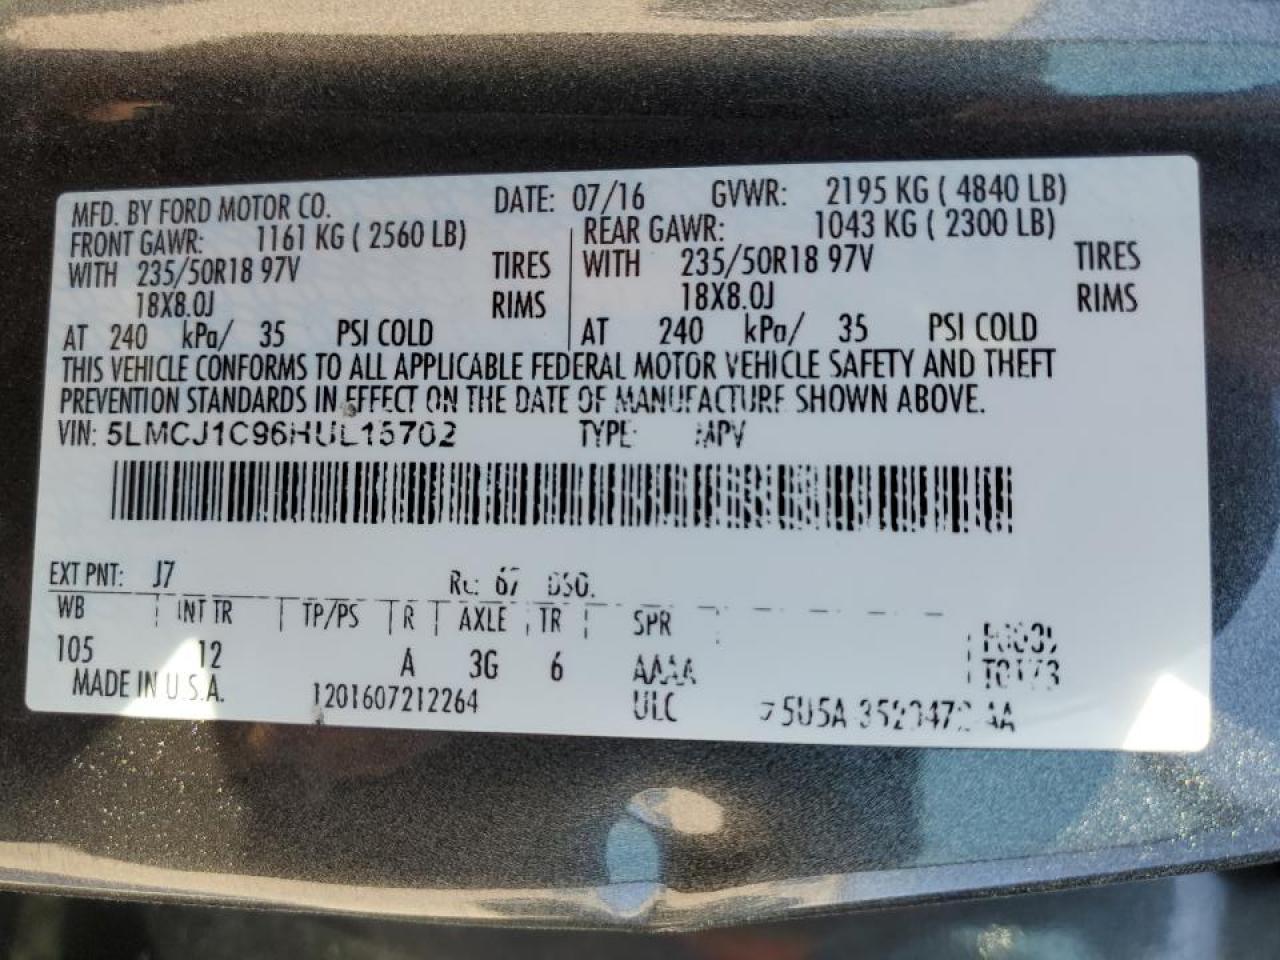 MFD. BY FORD MOTOR CO. DATE: 07/16 GVWR: 2195 KG ( 4840 LB)
FRONT GAWR: 1161 KG ( 2560 LB) REAR GAWR: 1043 KG ( 2300 LB)
WITH 235/50R18 97V TIRES WITH 235/50R18 97V TIRES
18X8.0J RIMS 18X8.0J RIMS
AT 240 kPa/ 35 PSI COLD AT 240 kPa/ 35 PSI COLD
THIS VEHICLE CONFORMS TO ALL APPLICABLE FEDERAL MOTOR VEHICLE SAFETY AND THEFT
PREVENTION STANDARDS IN EFFECT ON THE DATE OF MANUFACTURE SHOWN ABOVE.
VIN: 5LMCJ1C96HUL15702 TYPE: MPV
EXT PNT: J7 RC: 67 DSO:
WB INT TR TP/PS R AXLE TR SPR
105 12 A 3G 6 AAAA
MADE IN U.S.A. 1201607212264 ULC